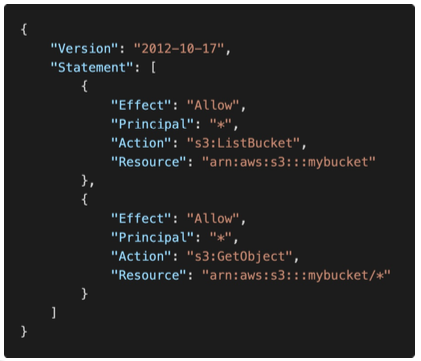 {
    "Version": "2012-10-17",
    "Statement": [
        {
            "Effect": "Allow",
            "Principal": "*",
            "Action": "s3:ListBucket",
            "Resource": "arn:aws:s3:::mybucket"
        },
        {
            "Effect": "Allow",
            "Principal": "*",
            "Action": "s3:GetObject",
            "Resource": "arn:aws:s3:::mybucket/*"
        }
    ]
}